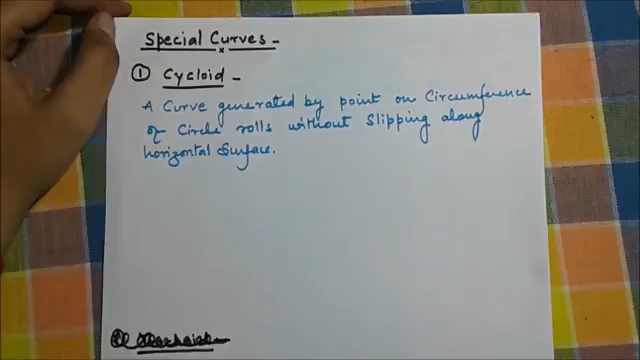 Special Curves -
① Cycloid -
A Curve generated by point on Circumference
of Circle rolls without Slipping along
horizontal Surface.